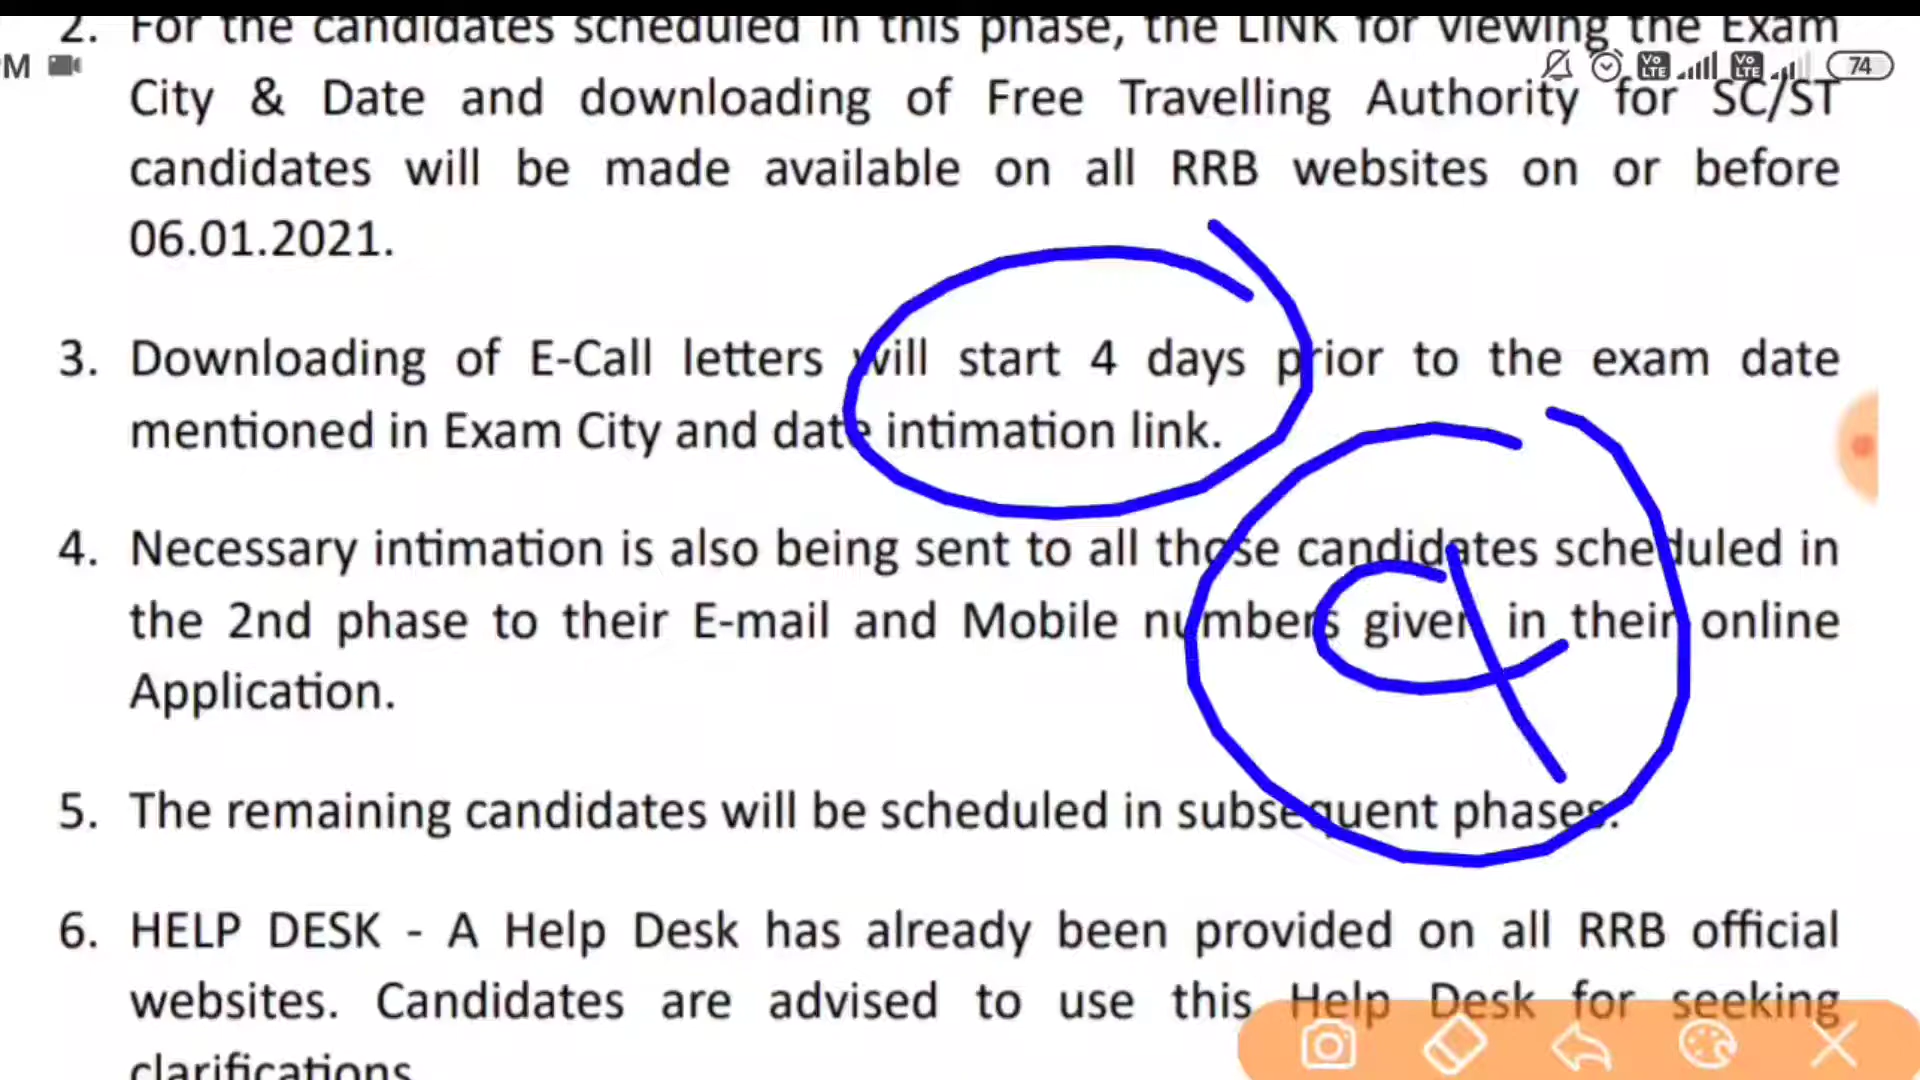 2. For the candidates scheduled in this phase, the LINK for viewing the Exam
PM
Vo LTE Vo LTE 74
City & Date and downloading of Free Travelling Authority for SC/ST
candidates will be made available on all RRB websites on or before
06.01.2021.
3. Downloading of E-Call letters will start 4 days prior to the exam date
mentioned in Exam City and date intimation link.
4. Necessary intimation is also being sent to all those candidates scheduled in
the 2nd phase to their E-mail and Mobile numbers given in their online
Application.
5. The remaining candidates will be scheduled in subsequent phases.
6. HELP DESK - A Help Desk has already been provided on all RRB official
websites. Candidates are advised to use this Help Desk for seeking
clarifications